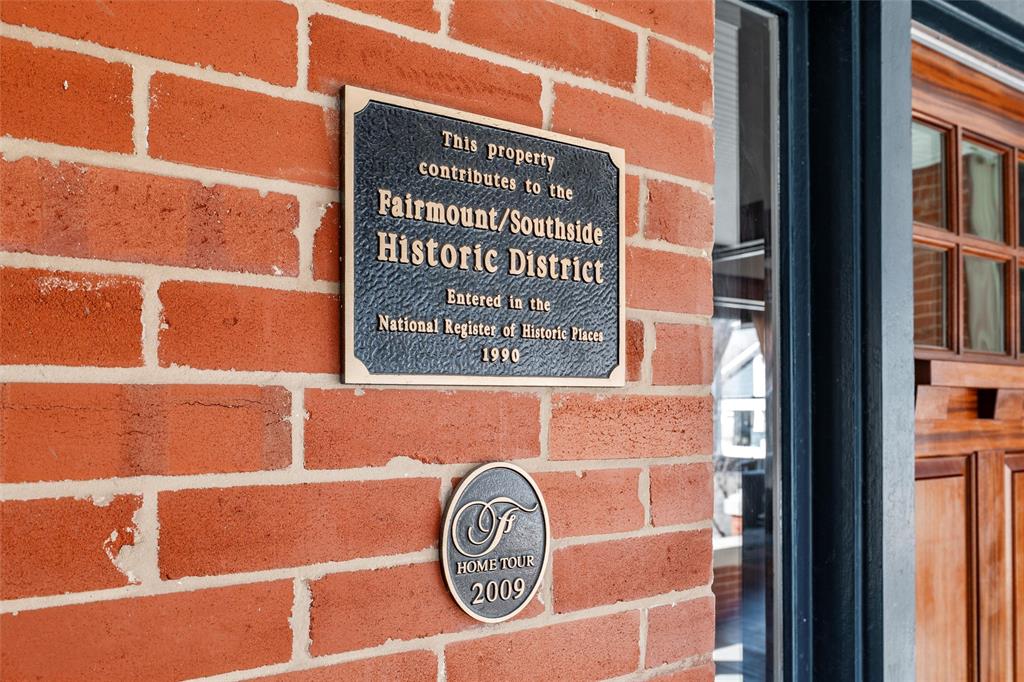 This property
contributes to the
Fairmount/Southside
Historic District
Entered in the
National Register of Historic Places
1990
F
HOME TOUR
2009